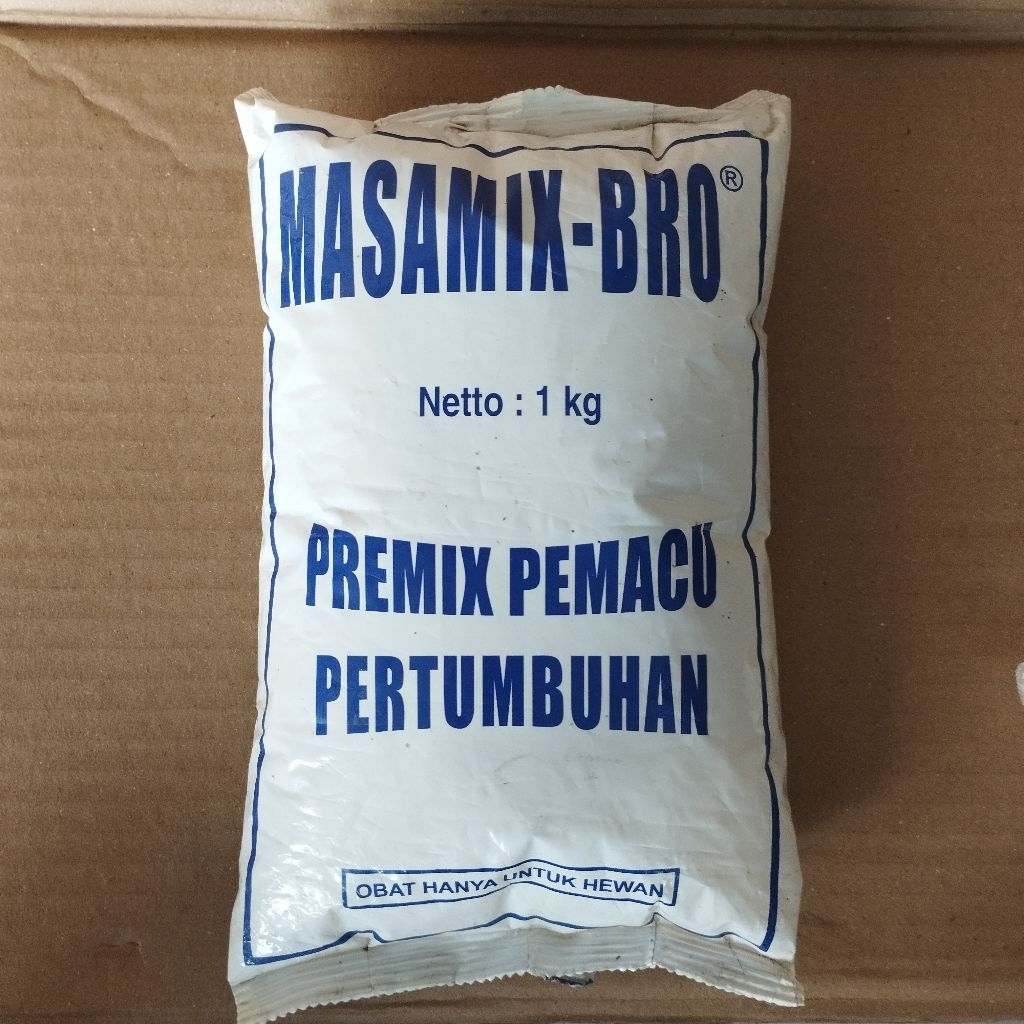 MASAMIX-BRO®
Netto : 1 kg
PREMIX PEMACU
PERTUMBUHAN
OBAT HANYA UNTUK HEWAN